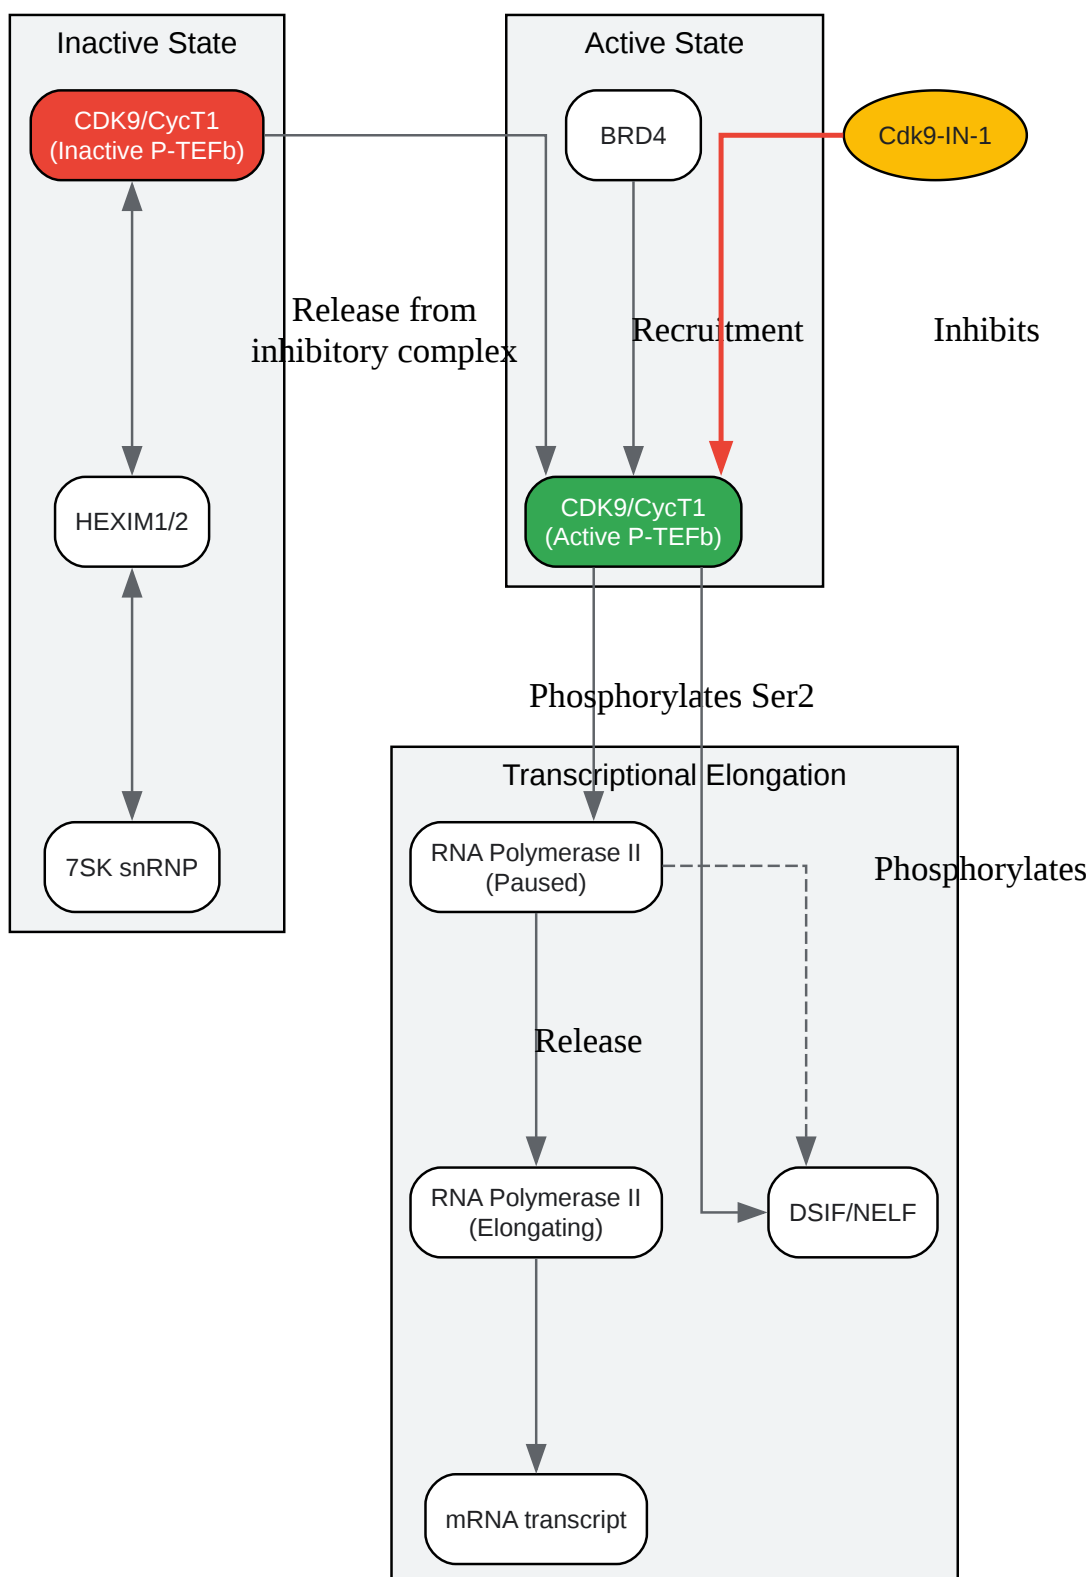 Inactive State
Active State
CDK9/CycT1
(Inactive P-TEFb)
BRD4
Cdk9-IN-1
Release from
inhibitory complex
Recruitment
Inhibits
HEXIM1/2
CDK9/CycT1
(Active P-TEFb)
Phosphorylates Ser2
Transcriptional Elongation
7SK snRNP
RNA Polymerase II
(Paused)
Phosphorylates
Release
RNA Polymerase II
(Elongating)
DSIF/NELF
mRNA transcript